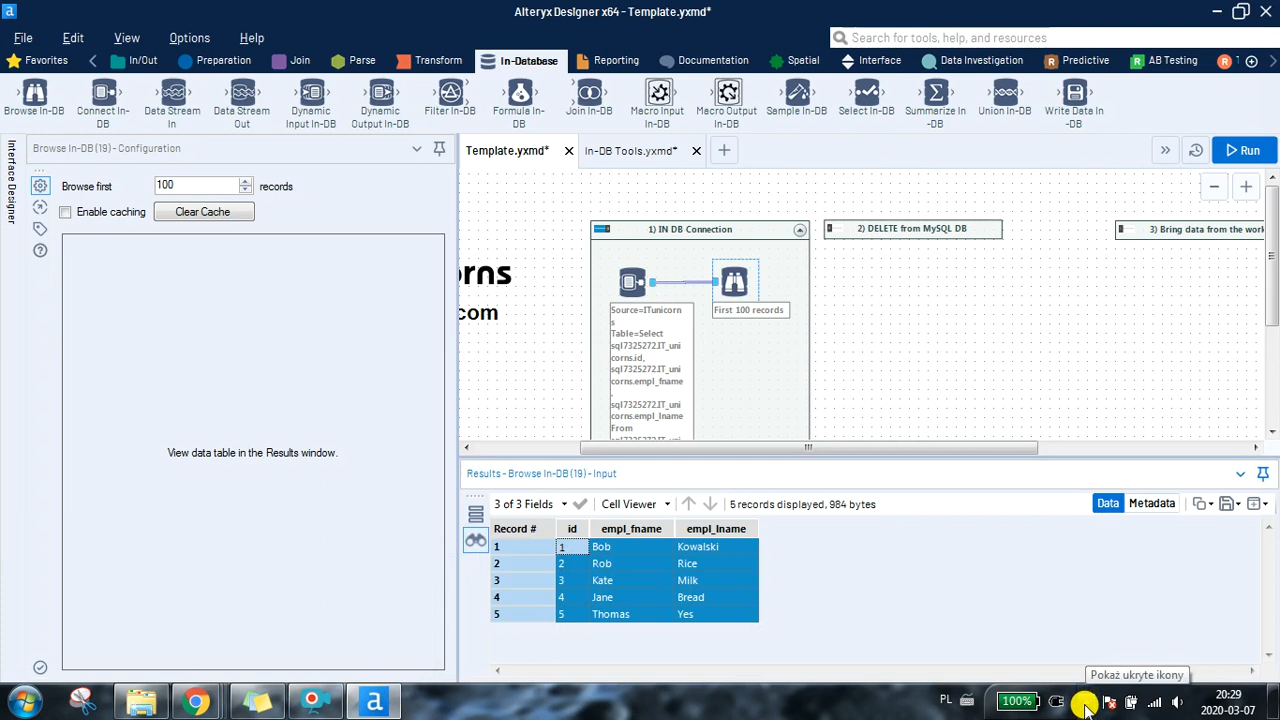 Alteryx Designer x64 - Template.yxmd*
File Edit View Options Help
Search for tools, help, and resources
Favorites In/Out Preparation Join Parse Transform In-Database Reporting Documentation Spatial Interface Data Investigation Predictive AB Testing T
Browse In-DB Connect In- DB Data Stream In Data Stream Out Dynamic Input In-DB Dynamic Output In-DB Filter In-DB Formula In- DB Join In-DB Macro Input In-DB Macro Output In-DB Sample In-DB Select In-DB Summarize In -DB Union In-DB Write Data In -DB
Interface Designer
Browse In-DB (19) - Configuration
Template.yxmd* In-DB Tools.yxmd* Run
Browse first 100 records
Enable caching Clear Cache
View data table in the Results window.
orns
com
1) IN DB Connection
2) DELETE from MySQL DB
3) Bring data from the work
Source=ITunicorn
s
Table=Select
sql7325272.IT_uni
corns.id,
sql7325272.IT_uni
corns.empl_fname
,
sql7325272.IT_uni
corns.empl_lname
From
First 100 records
Results - Browse In-DB (19) - Input
3 of 3 Fields Cell Viewer 5 records displayed, 984 bytes Data Metadata
Record # id empl_fname empl_lname
1 1 Bob Kowalski
2 2 Rob Rice
3 3 Kate Milk
4 4 Jane Bread
5 5 Thomas Yes
Pokaż ukryte ikony
PL 100% 20:29
2020-03-07